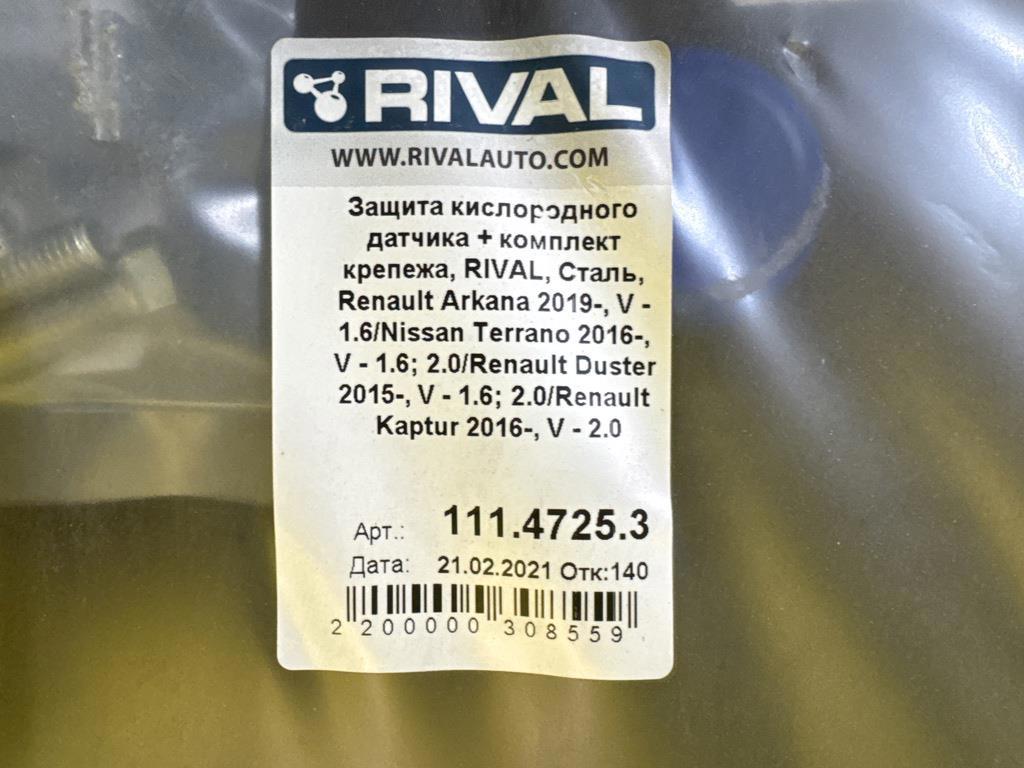 RIVAL
WWW.RIVALAUTO.COM
Защита кислородного
датчика + комплект
крепежа, RIVAL, Сталь,
Renault Arkana 2019-, V -
1.6/Nissan Terrano 2016-,
V - 1.6; 2.0/Renault Duster
2015-, V - 1.6; 2.0/Renault
Kaptur 2016-, V - 2.0
Арт.: 111.4725.3
Дата: 21.02.2021 Отк:140
2 200000 308559